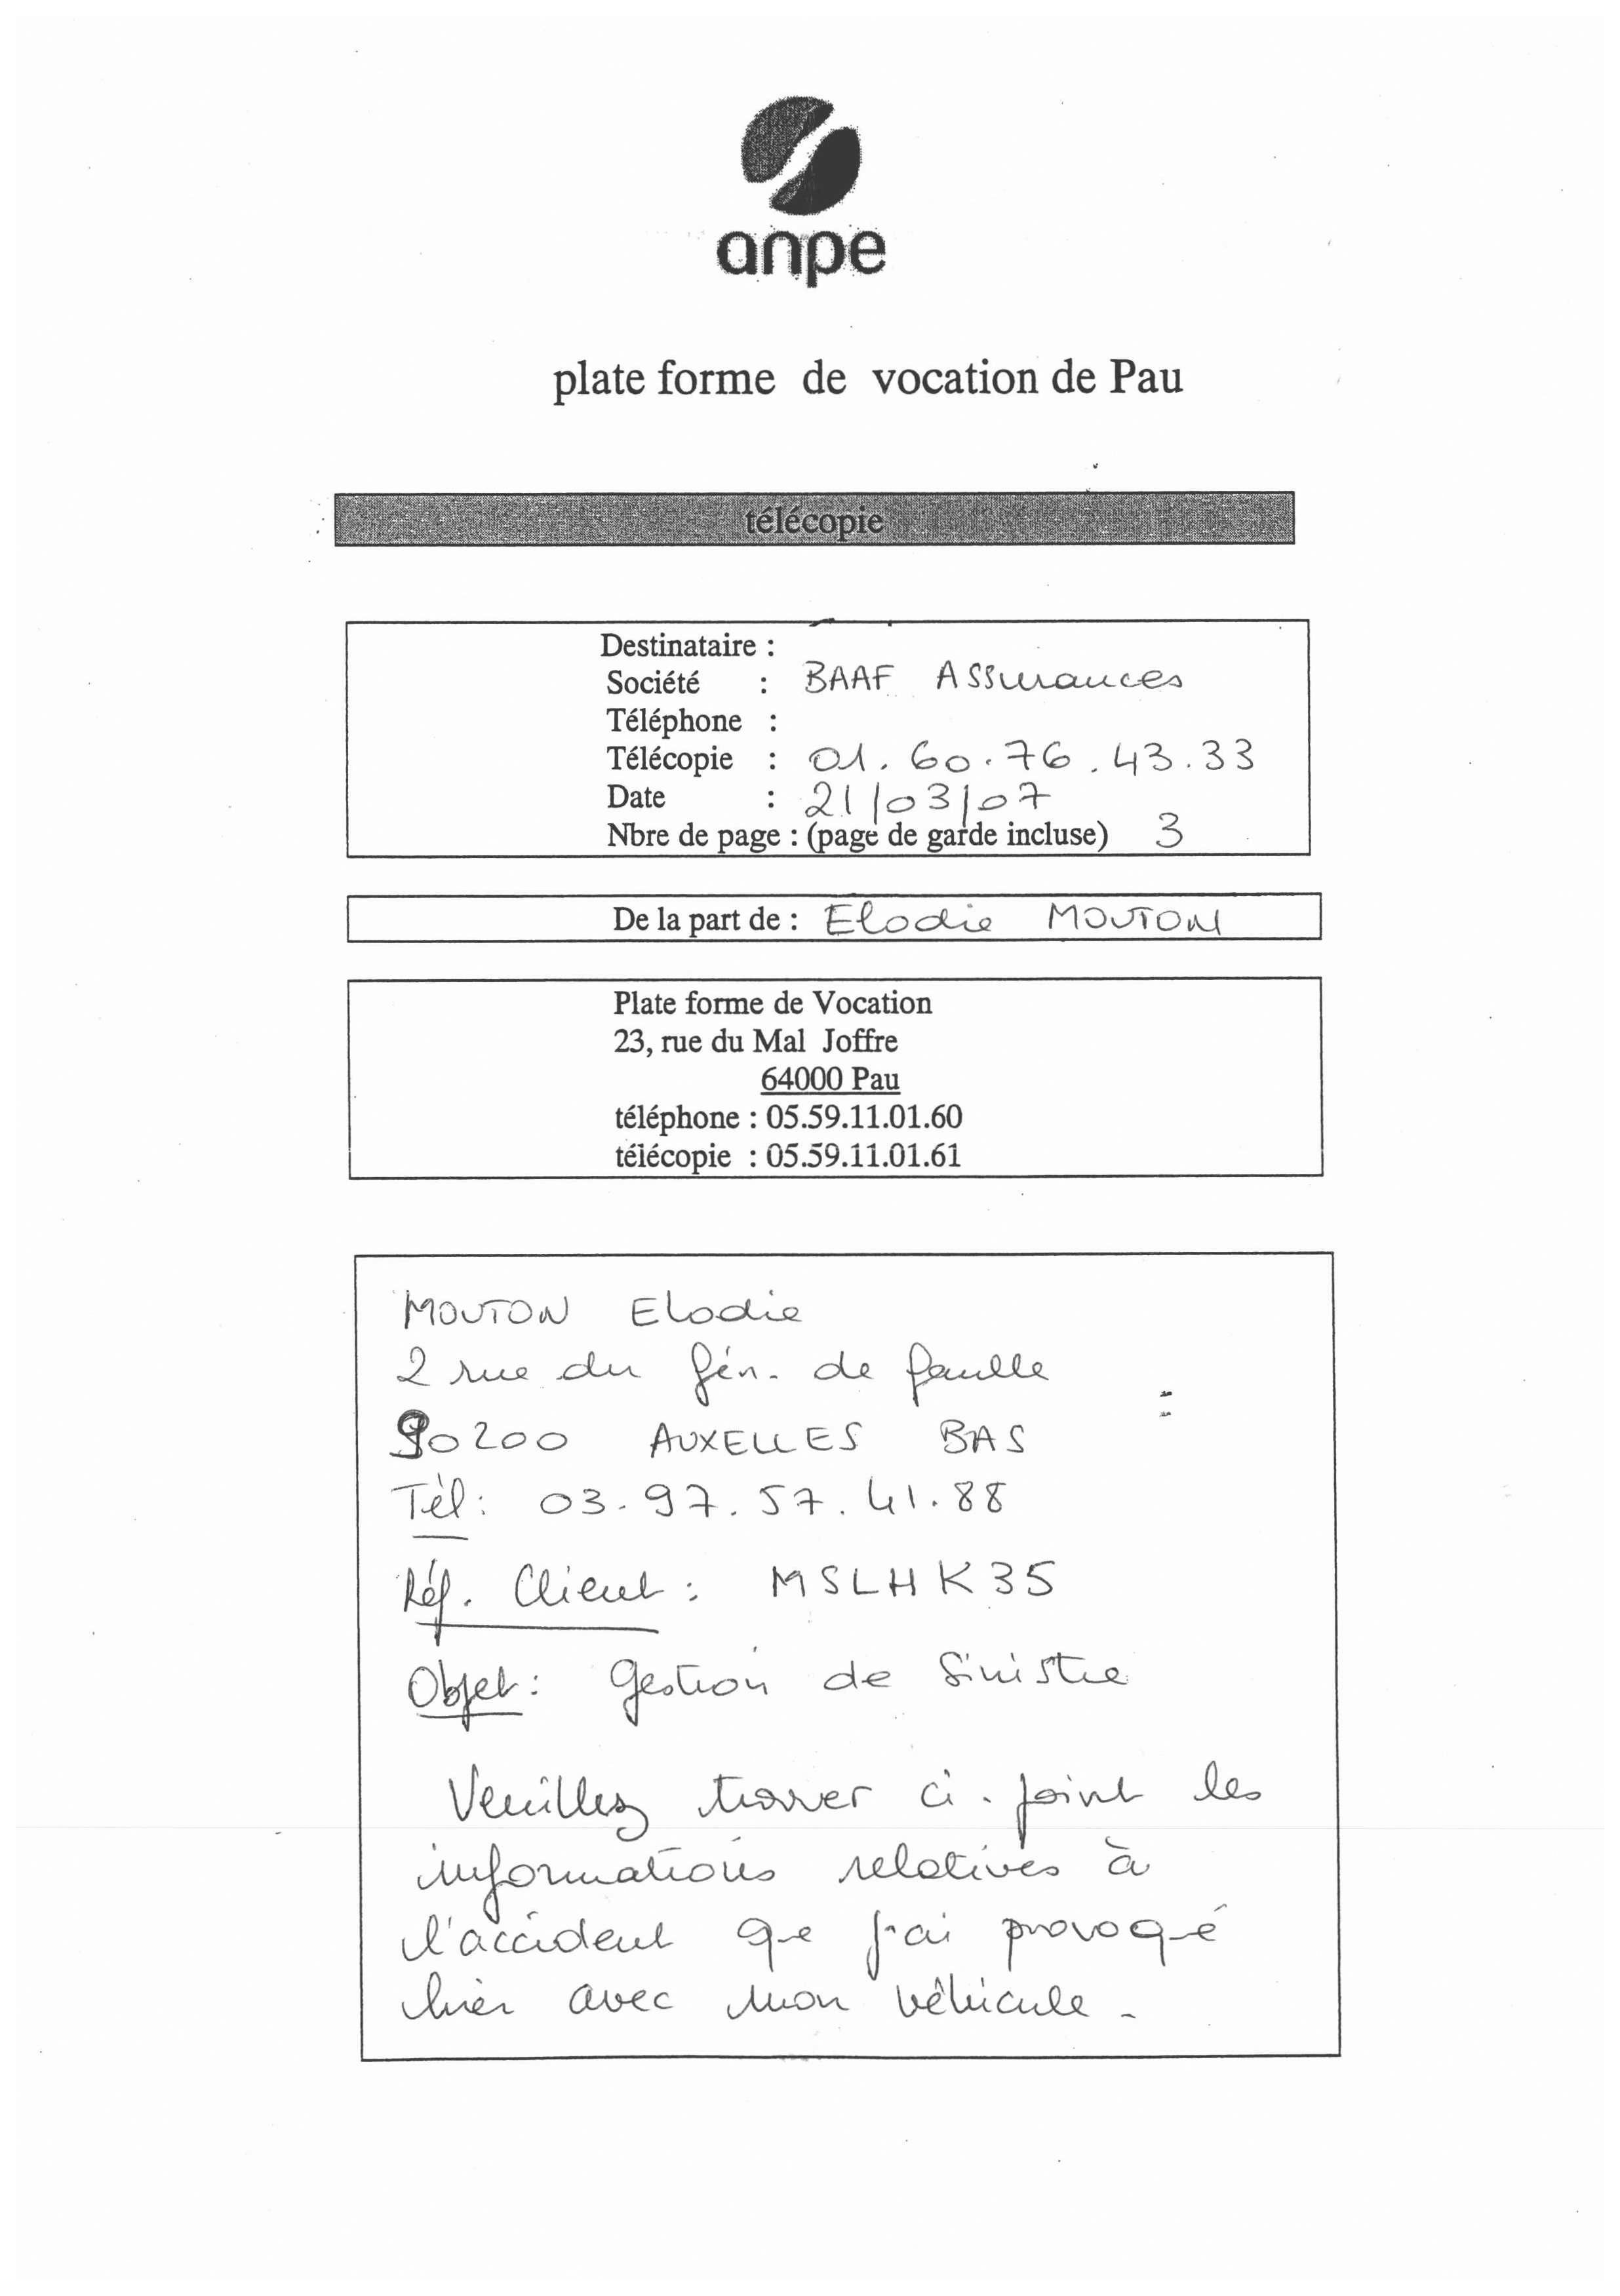 anpe
plate forme de vocation de Pau
télécopie
Destinataire :
Société : BAAF Assurances
Téléphone :
Télécopie : 01.60.76.43.33
Date : 21/03/07
Nbre de page : (page de garde incluse) 3
De la part de : Elodie MOUTON
Plate forme de Vocation
23, rue du Mal Joffre
64000 Pau
téléphone : 05.59.11.01.60
télécopie : 05.59.11.01.61
MOUTON Elodie
2 rue du Gén. de Gaulle
90200 AUXELLES BAS
Tél : 03.97.57.41.88
Réf. Client : MSLHK35
Objet : Gestion de Sinistre
Veuillez trouver ci-joint les
informations relatives à
l'accident que j'ai provoqué
hier avec mon véhicule.